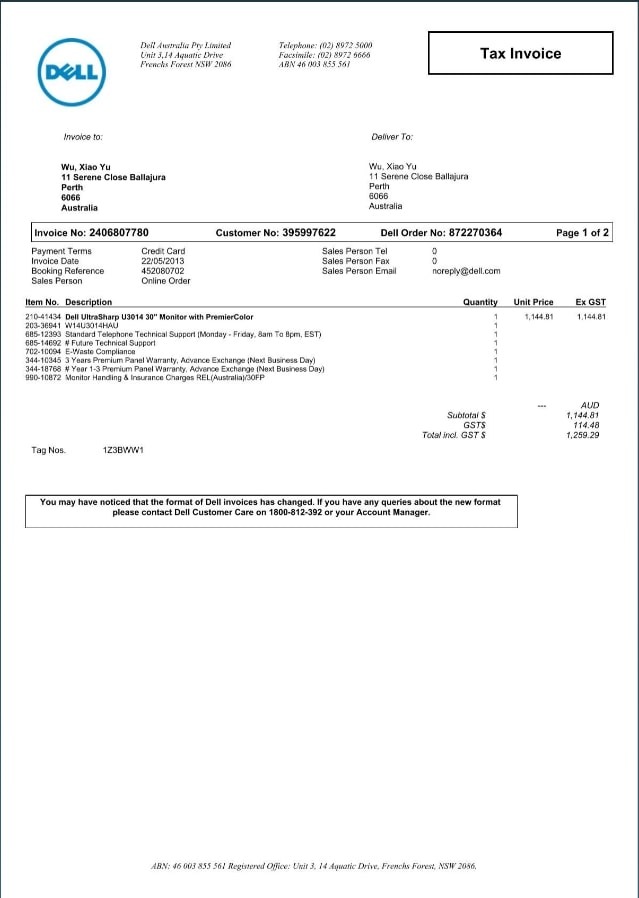 DELL
Dell Australia Pty Limited
Unit 3,14 Aquatic Drive
Frenchs Forest NSW 2086
Telephone: (02) 8972 5000
Facsimile: (02) 8972 6666
ABN 46 003 855 561
Tax Invoice
Invoice to:
Wu, Xiao Yu
11 Serene Close Ballajura
Perth
6066
Australia
Deliver To:
Wu, Xiao Yu
11 Serene Close Ballajura
Perth
6066
Australia
Invoice No: 2406807780 Customer No: 395997622 Dell Order No: 872270364 Page 1 of 2
Payment Terms Credit Card Sales Person Tel 0
Invoice Date 22/05/2013 Sales Person Fax 0
Booking Reference 452080702 Sales Person Email noreply@dell.com
Sales Person Online Order
Item No. Description Quantity Unit Price Ex GST
210-41434 Dell UltraSharp U3014 30" Monitor with PremierColor 1 1,144.81 1,144.81
203-36941 W14U3014HAU 1
685-12393 Standard Telephone Technical Support (Monday - Friday, 8am To 8pm, EST) 1
685-14692 # Future Technical Support 1
702-10094 E-Waste Compliance 1
344-10345 3 Years Premium Panel Warranty, Advance Exchange (Next Business Day) 1
344-18768 # Year 1-3 Premium Panel Warranty, Advance Exchange (Next Business Day) 1
990-10872 Monitor Handling & Insurance Charges REL(Australia)/30FP 1
--- AUD
Subtotal $ 1,144.81
GST$ 114.48
Total incl. GST $ 1,259.29
Tag Nos. 1Z3BWW1
You may have noticed that the format of Dell invoices has changed. If you have any queries about the new format
please contact Dell Customer Care on 1800-812-392 or your Account Manager.
ABN: 46 003 855 561 Registered Office: Unit 3, 14 Aquatic Drive, Frenchs Forest, NSW 2086,